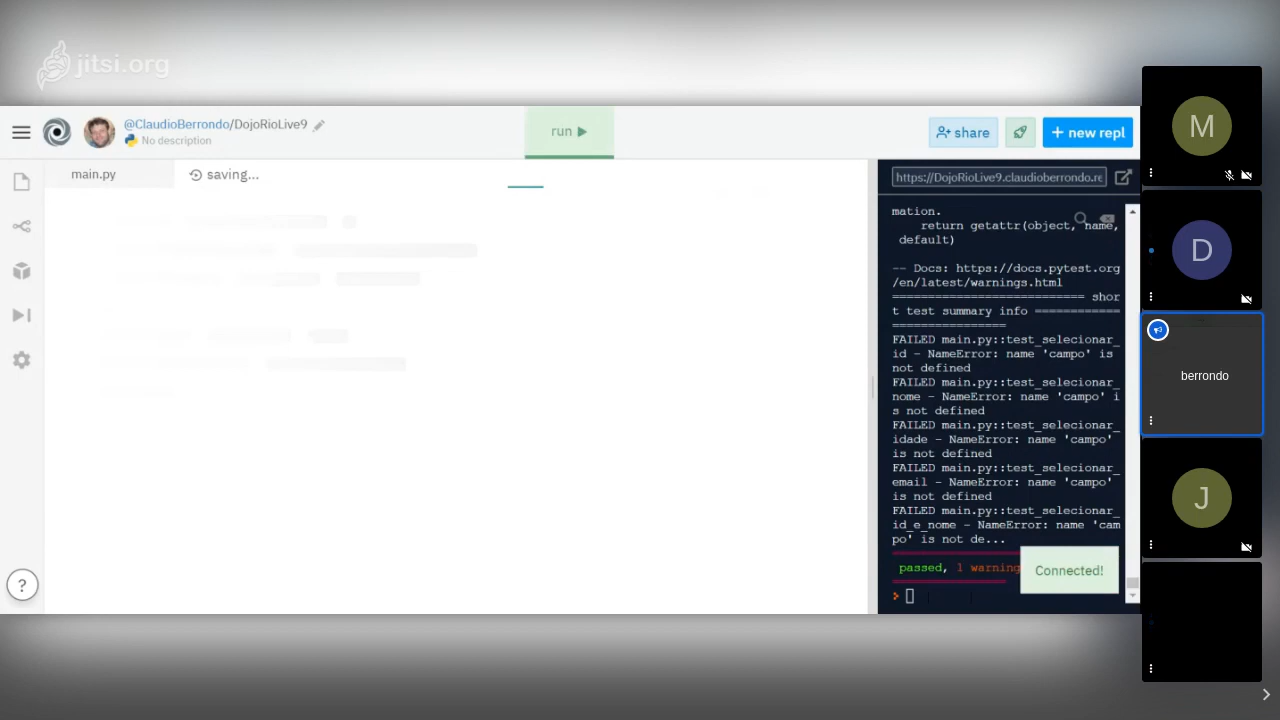 jitsi.org
@ClaudioBerrondo/DojoRioLive9
No description
run
share
+ new repl
main.py
saving...
https://DojoRioLive9.claudioberrondo.re
mation.
return getattr(object, name,
default)
-- Docs: https://docs.pytest.org
/en/latest/warnings.html
=========================== shor
t test summary info ============
================
FAILED main.py::test_selecionar_
id - NameError: name 'campo' is
not defined
FAILED main.py::test_selecionar_
nome - NameError: name 'campo' i
s not defined
FAILED main.py::test_selecionar_
idade - NameError: name 'campo'
is not defined
FAILED main.py::test_selecionar_
email - NameError: name 'campo'
is not defined
FAILED main.py::test_selecionar_
id_e_nome - NameError: name 'cam
po' is not de...
passed, 1 warning
Connected!
?
M
D
berrondo
J